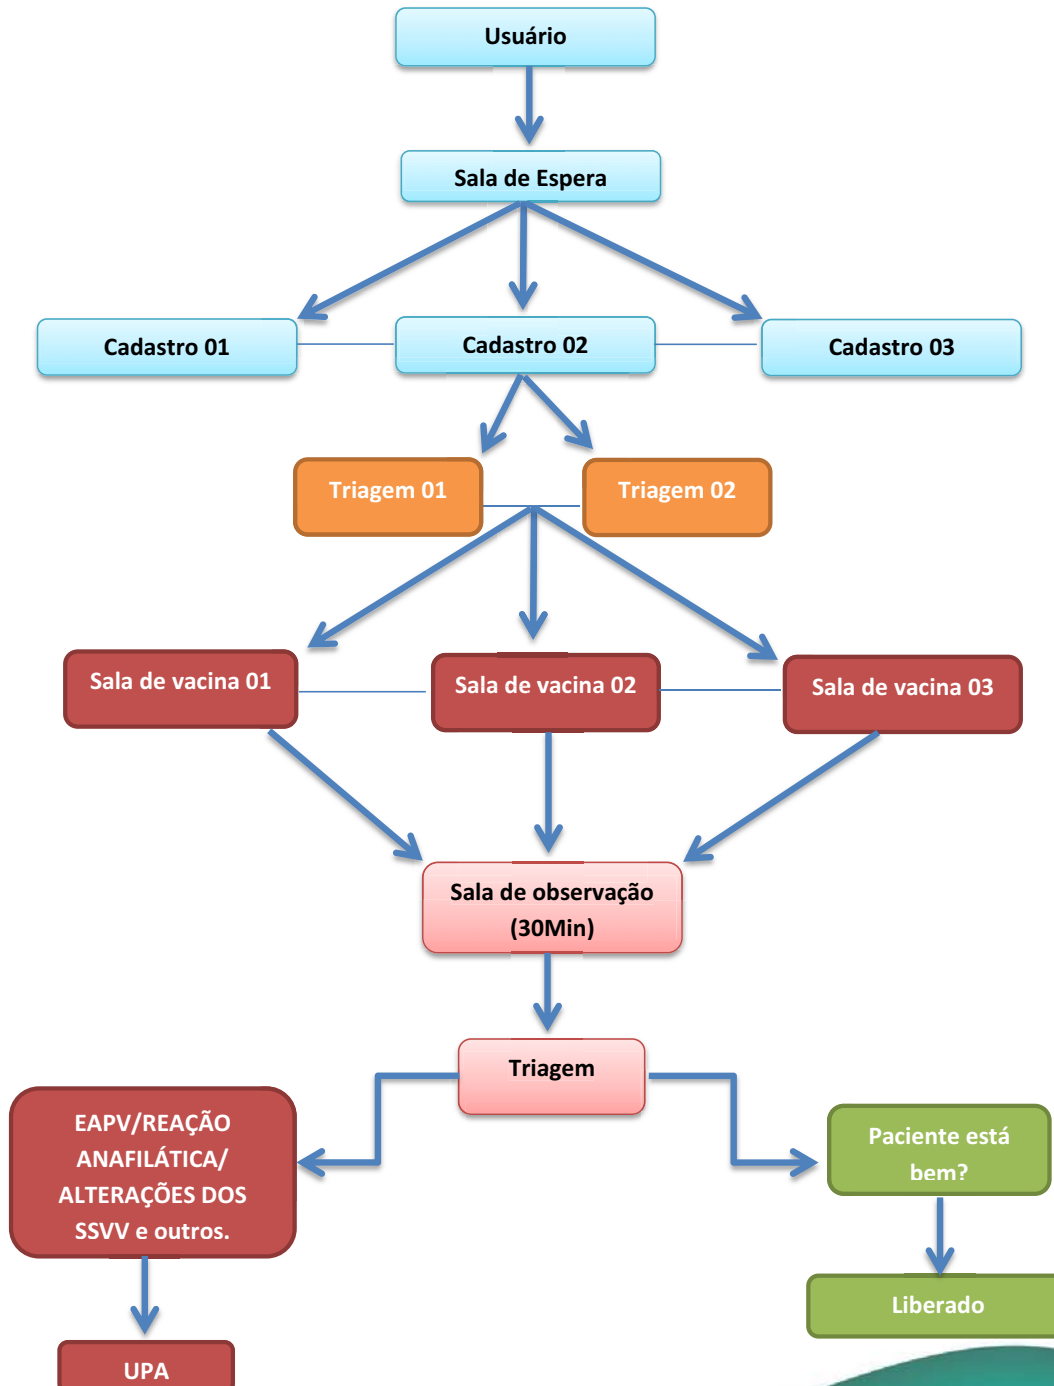 Usuário
Sala de Espera
Cadastro 01
Cadastro 02
Cadastro 03
Triagem 01
Triagem 02
Sala de vacina 01
Sala de vacina 02
Sala de vacina 03
Sala de observação
(30Min)
Triagem
EAPV/REAÇÃO
ANAFILÁTICA/
ALTERAÇÕES DOS
SSVV e outros.
Paciente está
bem?
Liberado
UPA